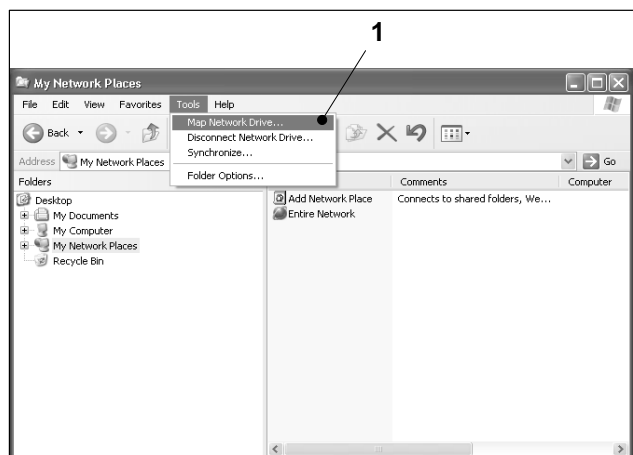 1
My Network Places
File Edit View Favorites Tools Help
Map Network Drive...
Disconnect Network Drive...
Synchronize...
Folder Options...
Back
Address My Network Places Go
Folders Comments Computer
Desktop
My Documents
My Computer
My Network Places
Recycle Bin
Add Network Place Connects to shared folders, We...
Entire Network